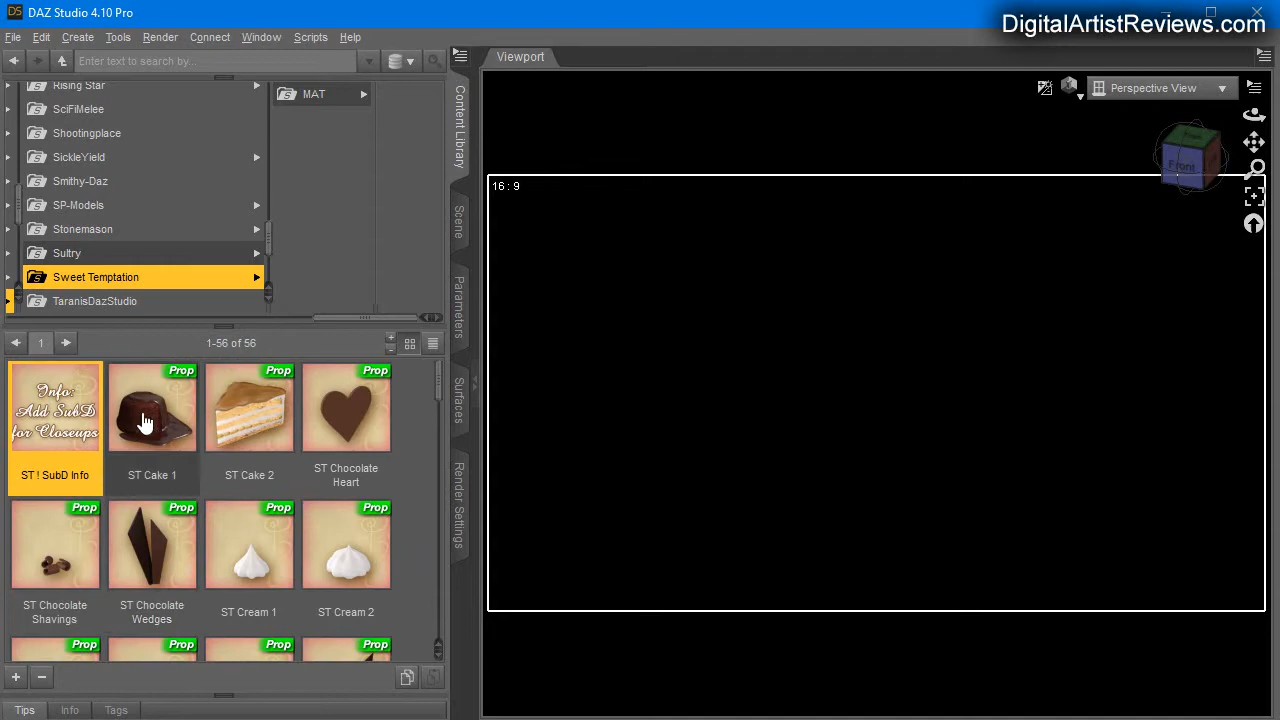 DS DAZ Studio 4.10 Pro
DigitalArtistReviews.com
File Edit Create Tools Render Connect Window Scripts Help
Enter text to search by...
Viewport
Rising Star
SciFiMelee
Shootingplace
SickleYield
Smithy-Daz
SP-Models
Stonemason
Sultry
Sweet Temptation
TaranisDazStudio
MAT
Content Library
Scene
Parameters
Surfaces
Render Settings
Perspective View
Front
16 : 9
1
1-56 of 56
Info:
Add SubD
for Closeups
ST ! SubD Info
Prop
ST Cake 1
Prop
ST Cake 2
Prop
ST Chocolate
Heart
Prop
ST Chocolate
Shavings
Prop
ST Chocolate
Wedges
Prop
ST Cream 1
Prop
ST Cream 2
Prop
Prop
Prop
Prop
Tips Info Tags